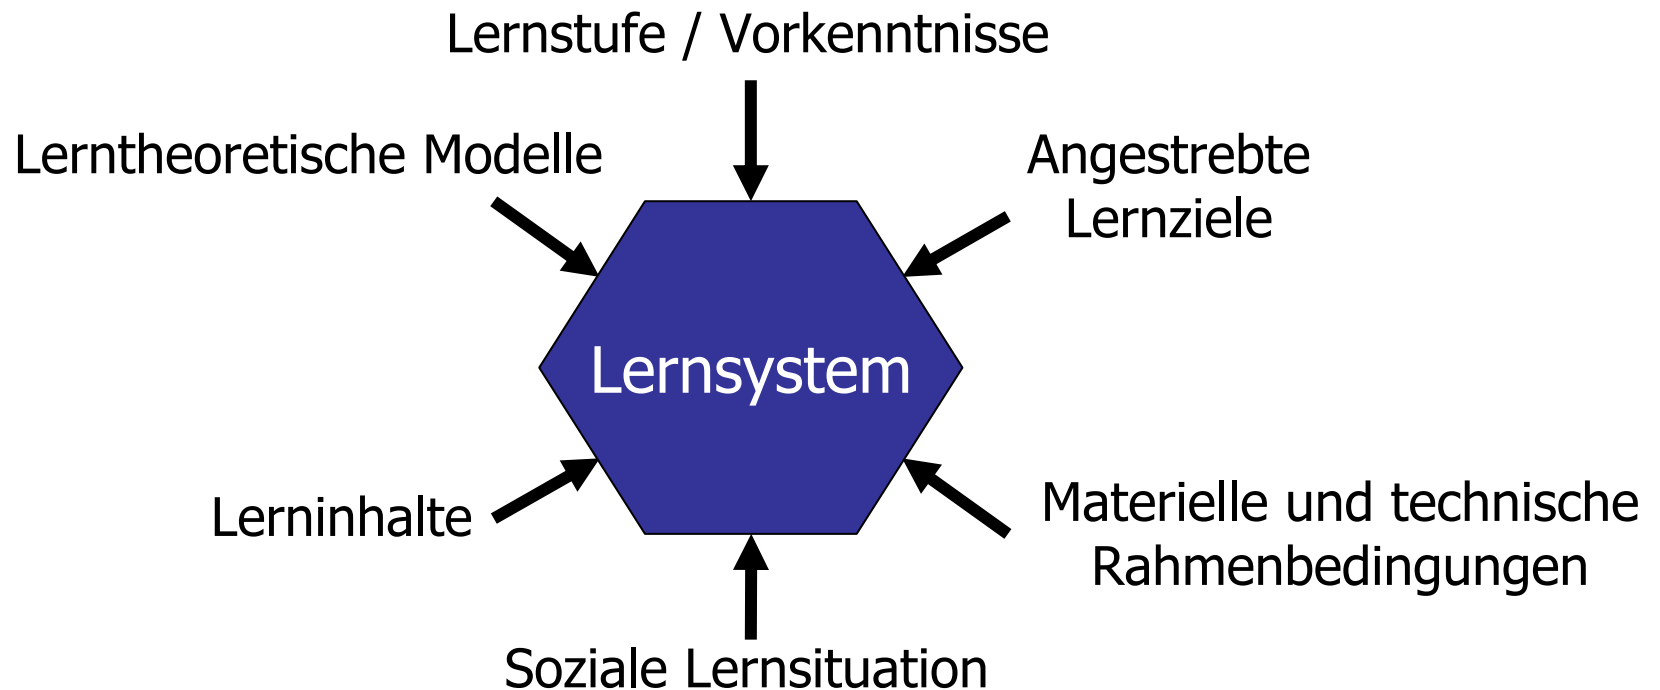 Lernstufe / Vorkenntnisse
Lerntheoretische Modelle
Angestrebte
Lernziele
Lernsystem
Lerninhalte
Materielle und technische
Rahmenbedingungen
Soziale Lernsituation